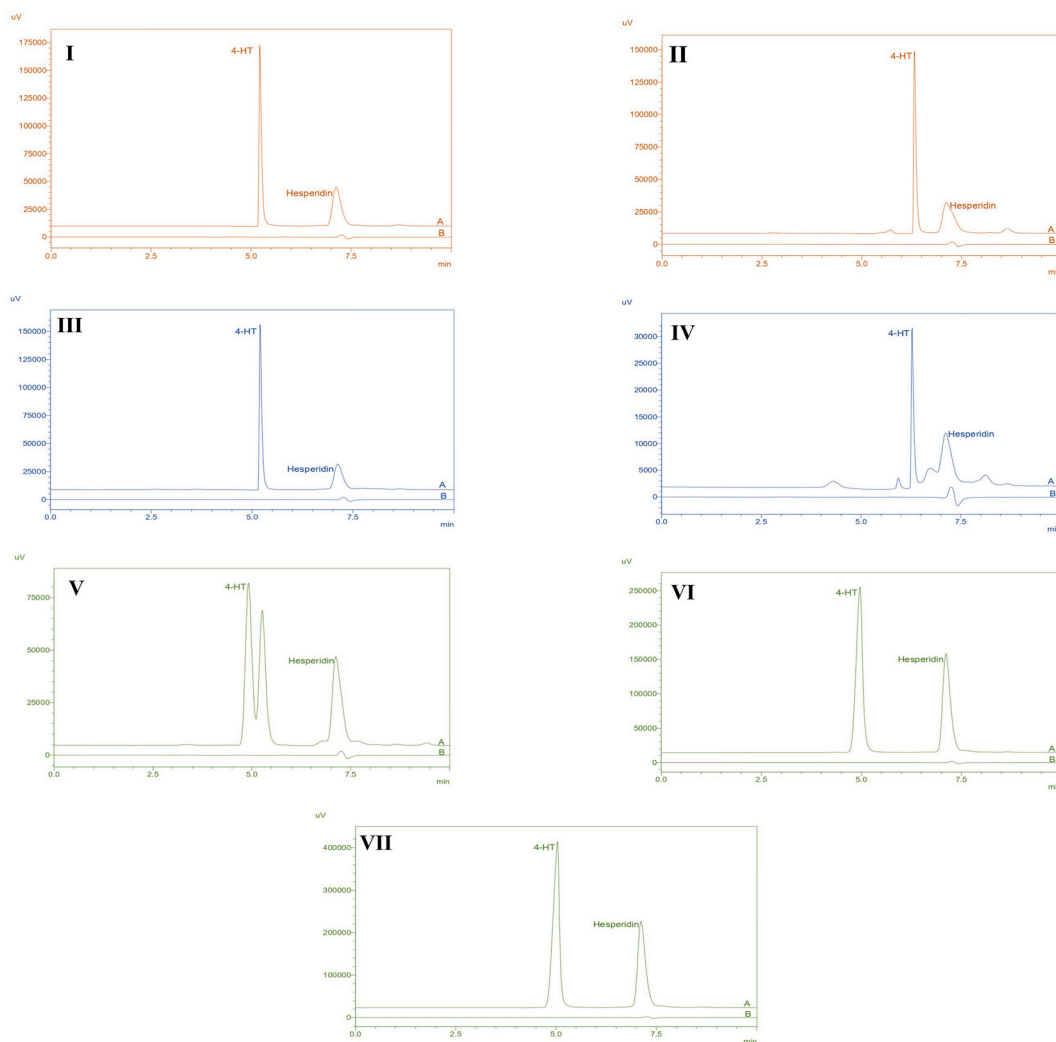 uV
I
4-HT
Hesperidin
175000
150000
125000
100000
75000
50000
25000
0
A
B
0.0 2.5 5.0 7.5
min
uV
II
4-HT
Hesperidin
150000
125000
100000
75000
50000
25000
0
A
B
0.0 2.5 5.0 7.5
min
uV
III
4-HT
Hesperidin
150000
125000
100000
75000
50000
25000
0
A
B
0.0 2.5 5.0 7.5
min
uV
IV
4-HT
Hesperidin
30000
25000
20000
15000
10000
5000
0
A
B
0.0 2.5 5.0 7.5
min
uV
V
4-HT
Hesperidin
75000
50000
25000
0
A
B
0.0 2.5 5.0 7.5
min
uV
VI
4-HT
Hesperidin
250000
200000
150000
100000
50000
0
A
B
0.0 2.5 5.0 7.5
min
uV
VII
4-HT
Hesperidin
400000
300000
200000
100000
0
A
B
0.0 2.5 5.0 7.5
min